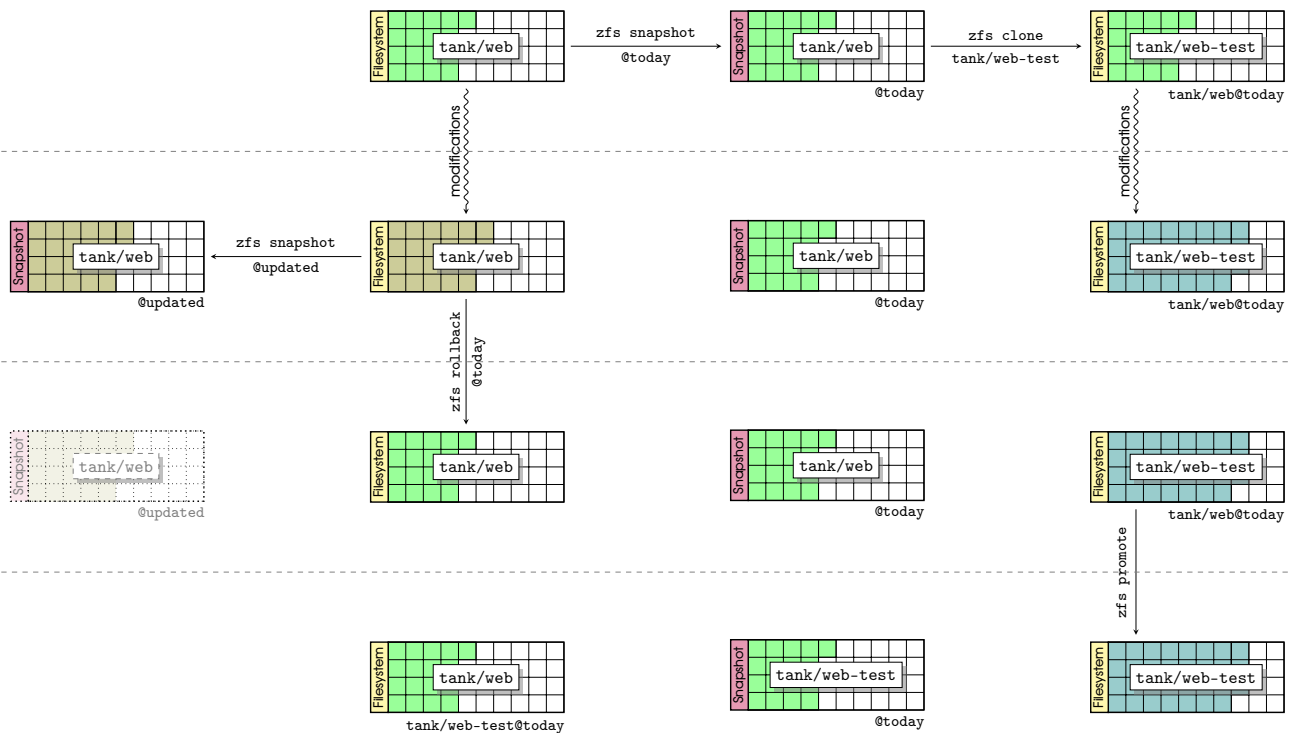 Filesystem
tank/web
zfs snapshot
@today
Snapshot
tank/web
@today
zfs clone
tank/web-test
Filesystem
tank/web-test
tank/web@today
modifications
modifications
Snapshot
tank/web
@updated
zfs snapshot
@updated
Filesystem
tank/web
Snapshot
tank/web
@today
Filesystem
tank/web-test
tank/web@today
zfs rollback
@today
Snapshot
tank/web
@updated
Filesystem
tank/web
Snapshot
tank/web
@today
Filesystem
tank/web-test
tank/web@today
zfs promote
Filesystem
tank/web
tank/web-test@today
Snapshot
tank/web-test
@today
Filesystem
tank/web-test